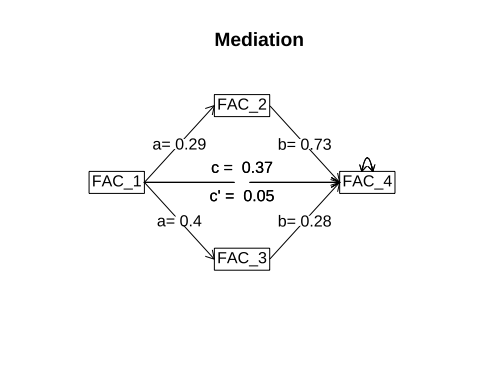 Mediation
FAC_2
a= 0.29
b= 0.73
c =  0.37
FAC_1
FAC_4
c' =  0.05
a= 0.4
b= 0.28
FAC_3